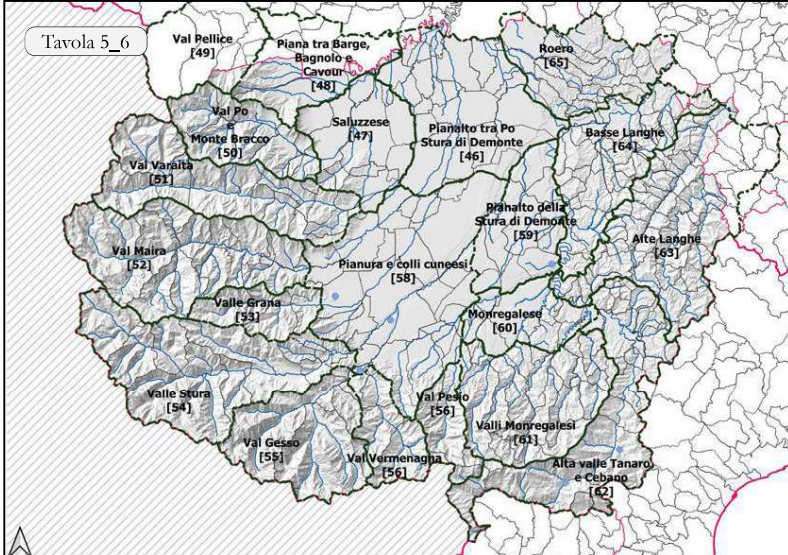 Tavola 5_6
Val Pellice
[49]
Piana tra Barge,
Bagnolo e
Cavour
[48]
Roero
[65]
Val Po
e
Monte Bracco
[50]
Saluzzese
[47]
Pianalto tra Po
Stura di Demonte
[46]
Basse Langhe
[64]
Val Varaita
[51]
Pianalto della
Stura di Demonte
[59]
Val Maira
[52]
Alte Langhe
[63]
Pianura e colli cuneesi
[58]
Valle Grana
[53]
Monregalese
[60]
Valle Stura
[54]
Val Pesio
[56]
Valli Monregalesi
[61]
Val Gesso
[55]
Val Vermenagna
[56]
Alta valle Tanaro
e Cebano
[62]